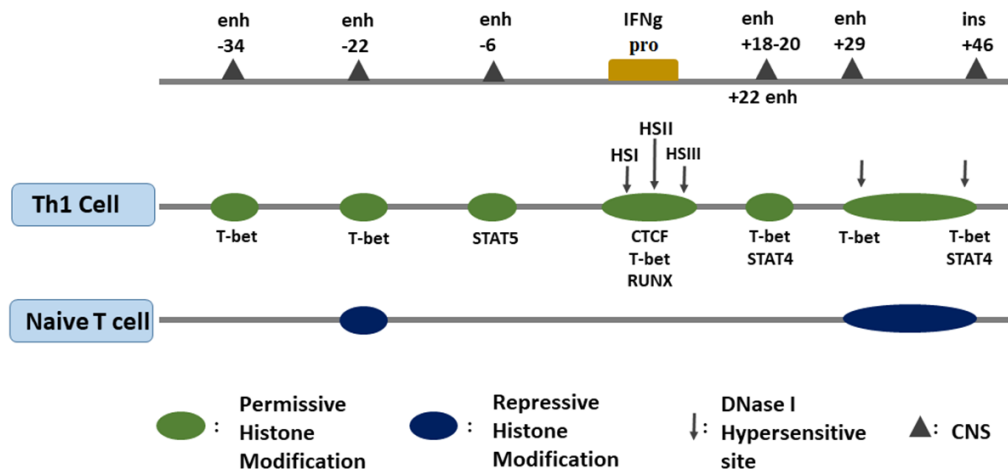 enh
-34
enh
-22
enh
-6
IFNg
pro
enh
+18-20
enh
+29
ins
+46
+22 enh
HSI
HSII
HSIII
Th1 Cell
T-bet
T-bet
STAT5
CTCF
T-bet
RUNX
T-bet
STAT4
T-bet
T-bet
STAT4
Naive T cell
: Permissive
Histone
Modification
: Repressive
Histone
Modification
: DNase I
Hypersensitive
site
: CNS